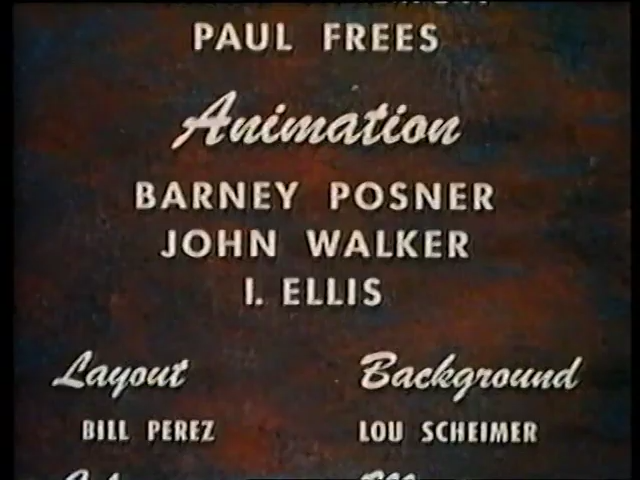 PAUL FREES
Animation
BARNEY POSNER
JOHN WALKER
I. ELLIS
Layout Background
BILL PEREZ LOU SCHEIMER